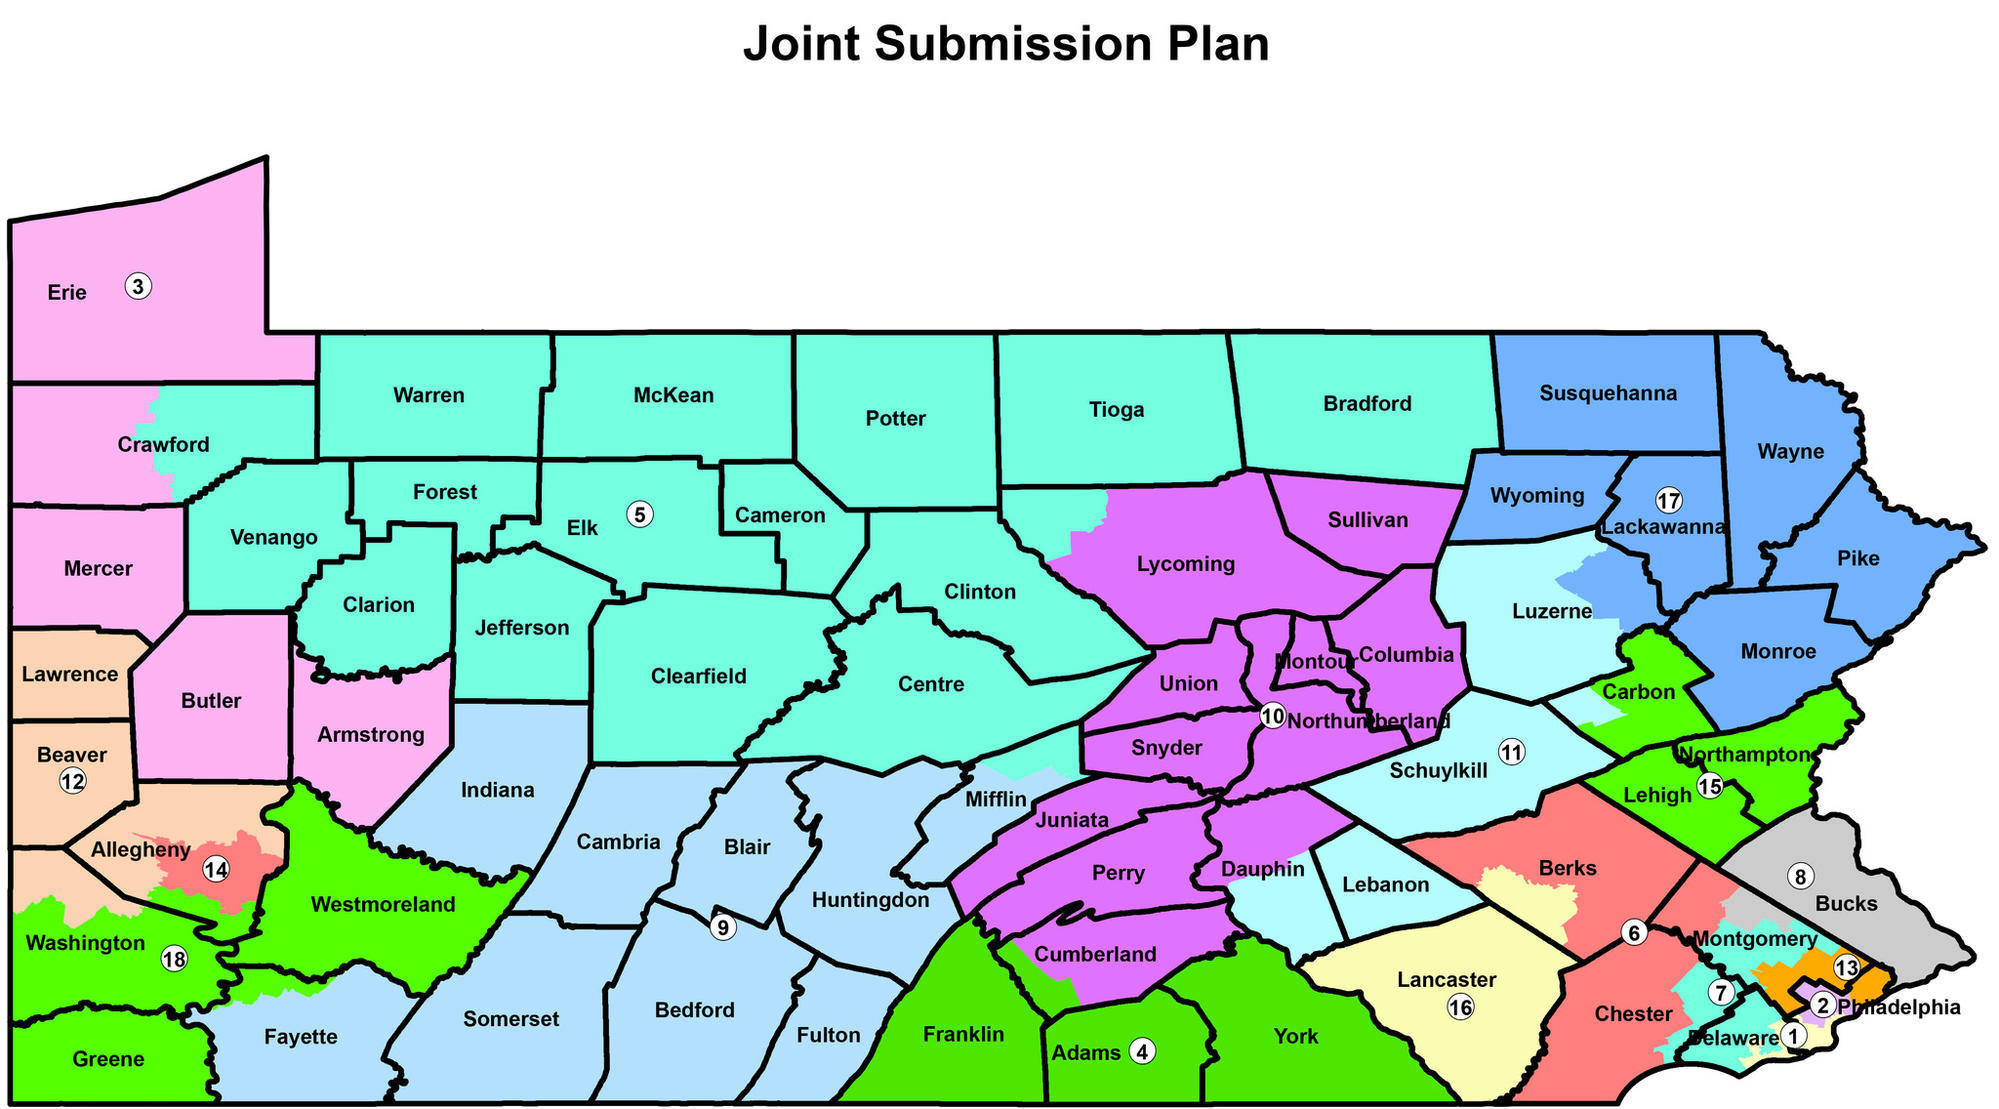 Joint Submission Plan
Erie
3
Warren
McKean
Potter
Tioga
Bradford
Susquehanna
Wayne
Crawford
Venango
Forest
Elk
5
Cameron
Clinton
Lycoming
Sullivan
Wyoming
17
Lackawanna
Pike
Mercer
Clarion
Jefferson
Clearfield
Centre
Union
Montour
Columbia
Luzerne
Monroe
Lawrence
Butler
Armstrong
Snyder
10
Northumberland
Carbon
Beaver
12
Indiana
Mifflin
Schuylkill
11
Northampton
Lehigh
15
Allegheny
14
Westmoreland
Cambria
Blair
Huntingdon
Juniata
Perry
Dauphin
Lebanon
Berks
8
Bucks
Washington
18
9
Cumberland
Lancaster
16
6
Montgomery
13
Greene
Fayette
Somerset
Bedford
Fulton
Franklin
Adams
4
York
Chester
7
2
Philadelphia
Delaware
1